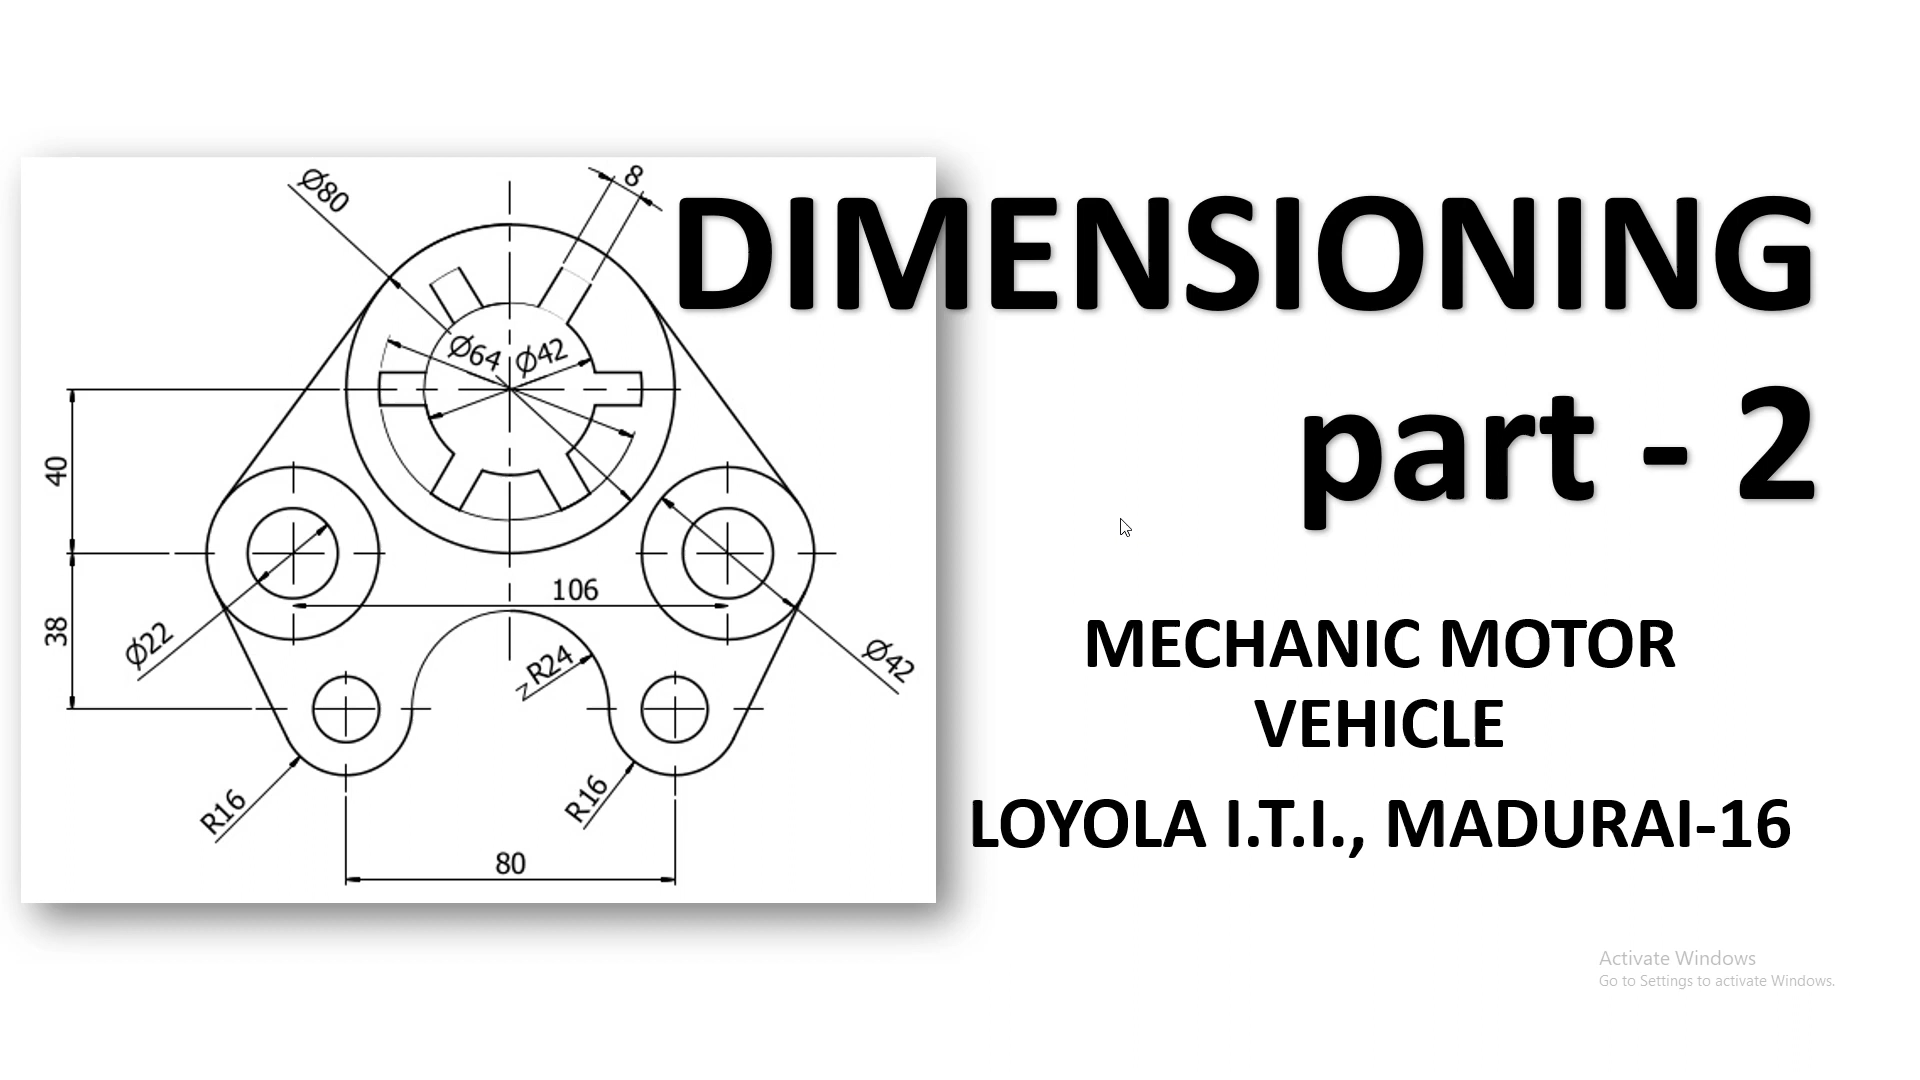 Ø80
8
DIMENSIONING
Ø64 Ø42
part - 2
40
106
MECHANIC MOTOR
38
Ø22
R24
Ø42
VEHICLE
R16
R16
LOYOLA I.T.I., MADURAI-16
80
Activate Windows
Go to Settings to activate Windows.